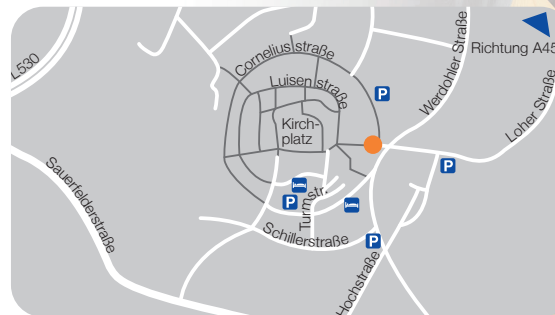 Richtung A45
Werdohler Straße
Corneliusstraße
L530
Luisenstraße
P
Loher Straße
Kirch-
platz
P
Sauerfelderstraße
P
Turmstr.
Schillerstraße
P
Hochstraße